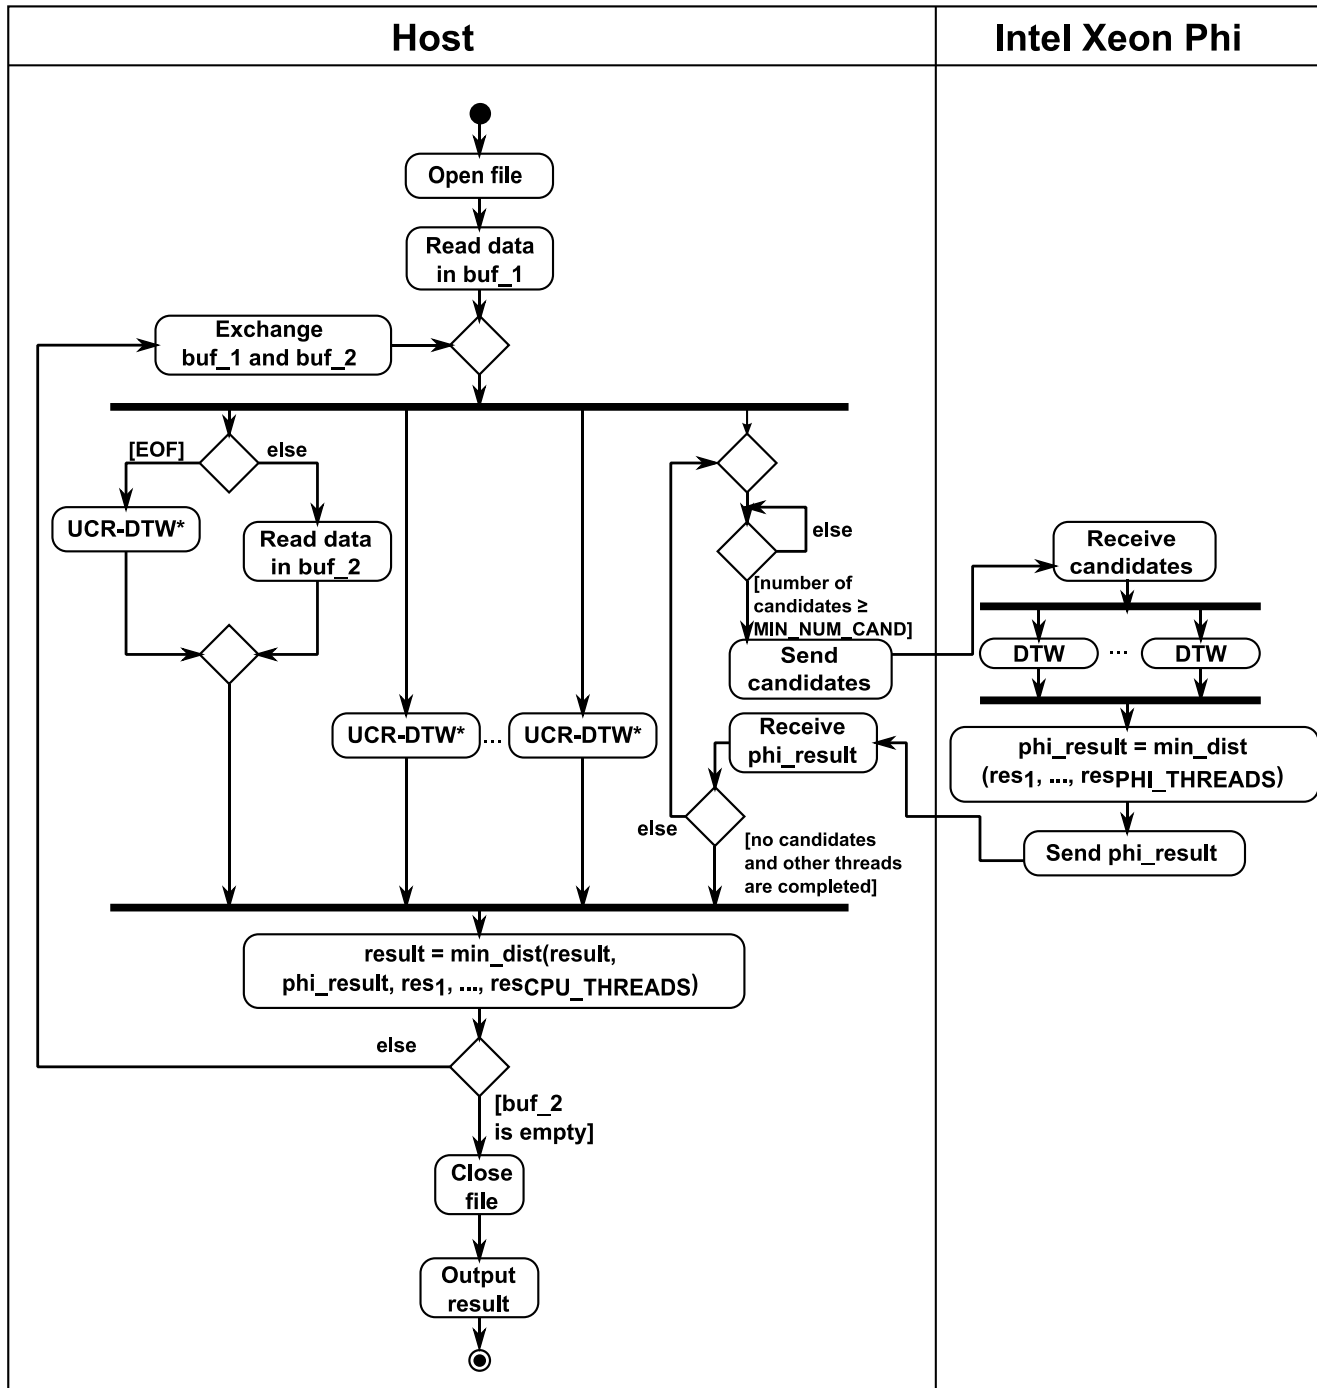 Host
Intel Xeon Phi
Open file
Read data
in buf_1
Exchange
buf_1 and buf_2
[EOF]
else
UCR-DTW*
Read data
in buf_2
UCR-DTW*
...
UCR-DTW*
else
[number of
candidates ≥
MIN_NUM_CAND]
Send
candidates
Receive
candidates
DTW
...
DTW
phi_result = min_dist
(res1, ..., resPHI_THREADS)
Send phi_result
Receive
phi_result
else
[no candidates
and other threads
are completed]
result = min_dist(result,
phi_result, res1, ..., resCPU_THREADS)
else
[buf_2
is empty]
Close
file
Output
result